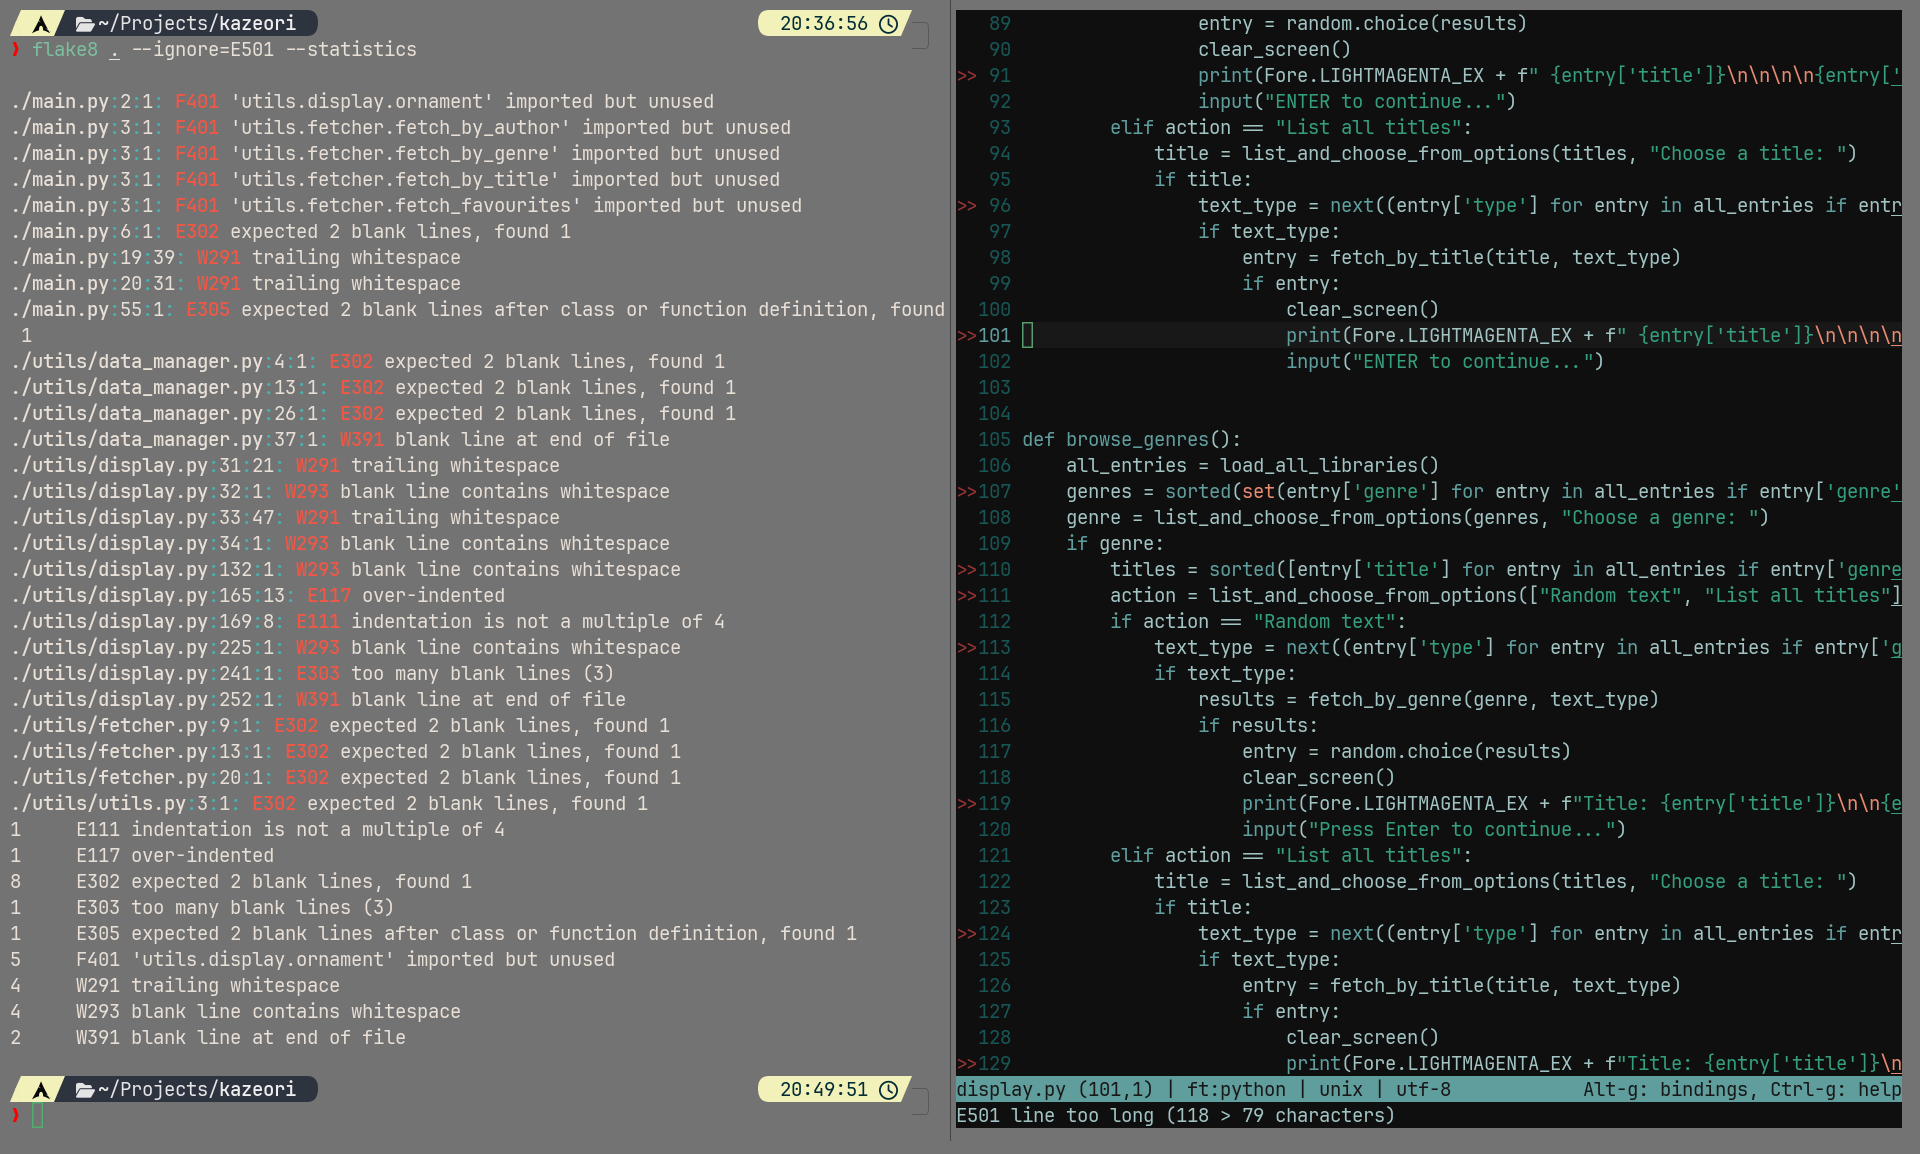 ~/Projects/kazeori 20:36:56
❯ flake8 . --ignore=E501 --statistics
./main.py:2:1: F401 'utils.display.ornament' imported but unused
./main.py:3:1: F401 'utils.fetcher.fetch_by_author' imported but unused
./main.py:3:1: F401 'utils.fetcher.fetch_by_genre' imported but unused
./main.py:3:1: F401 'utils.fetcher.fetch_by_title' imported but unused
./main.py:3:1: F401 'utils.fetcher.fetch_favourites' imported but unused
./main.py:6:1: E302 expected 2 blank lines, found 1
./main.py:19:39: W291 trailing whitespace
./main.py:20:31: W291 trailing whitespace
./main.py:55:1: E305 expected 2 blank lines after class or function definition, found
1
./utils/data_manager.py:4:1: E302 expected 2 blank lines, found 1
./utils/data_manager.py:13:1: E302 expected 2 blank lines, found 1
./utils/data_manager.py:26:1: E302 expected 2 blank lines, found 1
./utils/data_manager.py:37:1: W391 blank line at end of file
./utils/display.py:31:21: W291 trailing whitespace
./utils/display.py:32:1: W293 blank line contains whitespace
./utils/display.py:33:47: W291 trailing whitespace
./utils/display.py:34:1: W293 blank line contains whitespace
./utils/display.py:132:1: W293 blank line contains whitespace
./utils/display.py:165:13: E117 over-indented
./utils/display.py:169:8: E111 indentation is not a multiple of 4
./utils/display.py:225:1: W293 blank line contains whitespace
./utils/display.py:241:1: E303 too many blank lines (3)
./utils/display.py:252:1: W391 blank line at end of file
./utils/fetcher.py:9:1: E302 expected 2 blank lines, found 1
./utils/fetcher.py:13:1: E302 expected 2 blank lines, found 1
./utils/fetcher.py:20:1: E302 expected 2 blank lines, found 1
./utils/utils.py:3:1: E302 expected 2 blank lines, found 1
1     E111 indentation is not a multiple of 4
1     E117 over-indented
8     E302 expected 2 blank lines, found 1
1     E303 too many blank lines (3)
1     E305 expected 2 blank lines after class or function definition, found 1
5     F401 'utils.display.ornament' imported but unused
4     W291 trailing whitespace
4     W293 blank line contains whitespace
2     W391 blank line at end of file
~/Projects/kazeori 20:49:51
❯
89                 entry = random.choice(results)
90                 clear_screen()
>> 91                 print(Fore.LIGHTMAGENTA_EX + f" {entry['title']}\n\n\n\n{entry['
92                 input("ENTER to continue...")
93         elif action == "List all titles":
94             title = list_and_choose_from_options(titles, "Choose a title: ")
95             if title:
>> 96                 text_type = next((entry['type'] for entry in all_entries if entr
97                 if text_type:
98                     entry = fetch_by_title(title, text_type)
99                     if entry:
100                         clear_screen()
>>101                         print(Fore.LIGHTMAGENTA_EX + f" {entry['title']}\n\n\n\n
102                         input("ENTER to continue...")
103
104
105 def browse_genres():
106     all_entries = load_all_libraries()
>>107     genres = sorted(set(entry['genre'] for entry in all_entries if entry['genre'
108     genre = list_and_choose_from_options(genres, "Choose a genre: ")
109     if genre:
>>110         titles = sorted([entry['title'] for entry in all_entries if entry['genre
>>111         action = list_and_choose_from_options(["Random text", "List all titles"]
112         if action == "Random text":
>>113             text_type = next((entry['type'] for entry in all_entries if entry['g
114             if text_type:
115                 results = fetch_by_genre(genre, text_type)
116                 if results:
117                     entry = random.choice(results)
118                     clear_screen()
>>119                     print(Fore.LIGHTMAGENTA_EX + f"Title: {entry['title']}\n\n{e
120                     input("Press Enter to continue...")
121         elif action == "List all titles":
122             title = list_and_choose_from_options(titles, "Choose a title: ")
123             if title:
>>124                 text_type = next((entry['type'] for entry in all_entries if entr
125                 if text_type:
126                     entry = fetch_by_title(title, text_type)
127                     if entry:
128                         clear_screen()
>>129                         print(Fore.LIGHTMAGENTA_EX + f"Title: {entry['title']}\n
display.py (101,1) | ft:python | unix | utf-8 Alt-g: bindings, Ctrl-g: help
E501 line too long (118 > 79 characters)